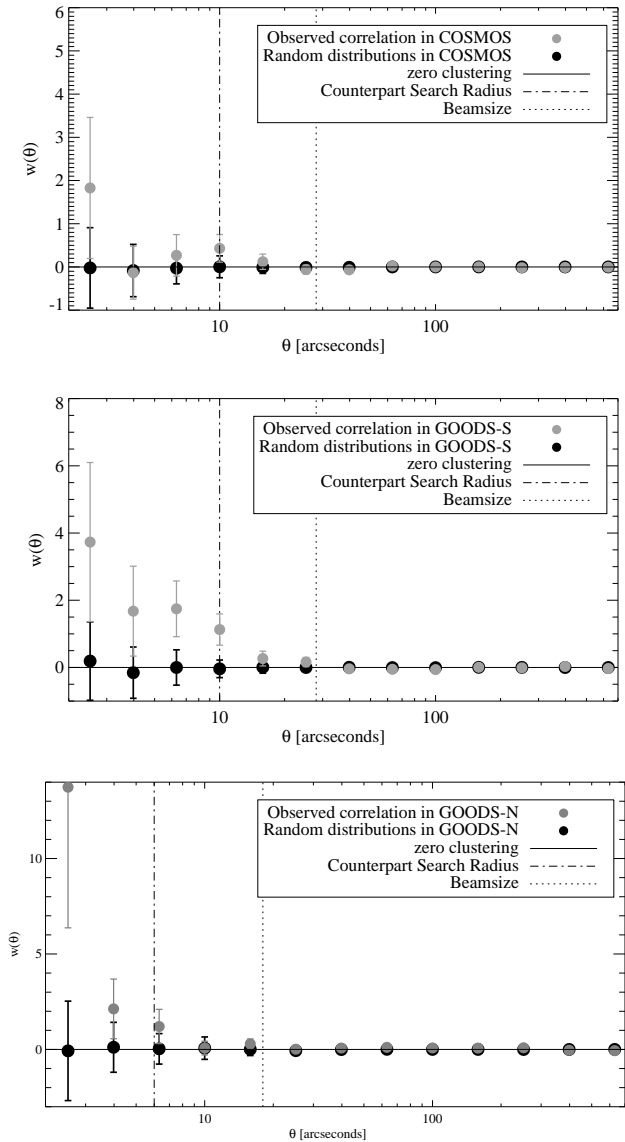 6
5
4
3
2
1
0
-1
w(θ)
Observed correlation in COSMOS
Random distributions in COSMOS
zero clustering
Counterpart Search Radius
Beamsize
10
100
θ [arcseconds]
8
6
4
2
0
w(θ)
Observed correlation in GOODS-S
Random distributions in GOODS-S
zero clustering
Counterpart Search Radius
Beamsize
10
100
θ [arcseconds]
10
5
0
w(θ)
Observed correlation in GOODS-N
Random distributions in GOODS-N
zero clustering
Counterpart Search Radius
Beamsize
10
100
θ [arcseconds]